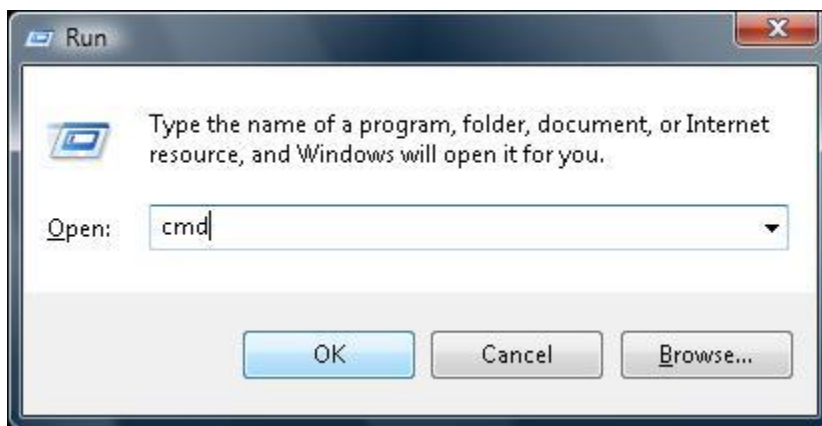 Run
Type the name of a program, folder, document, or Internet
resource, and Windows will open it for you.
Open: cmd
OK Cancel Browse...